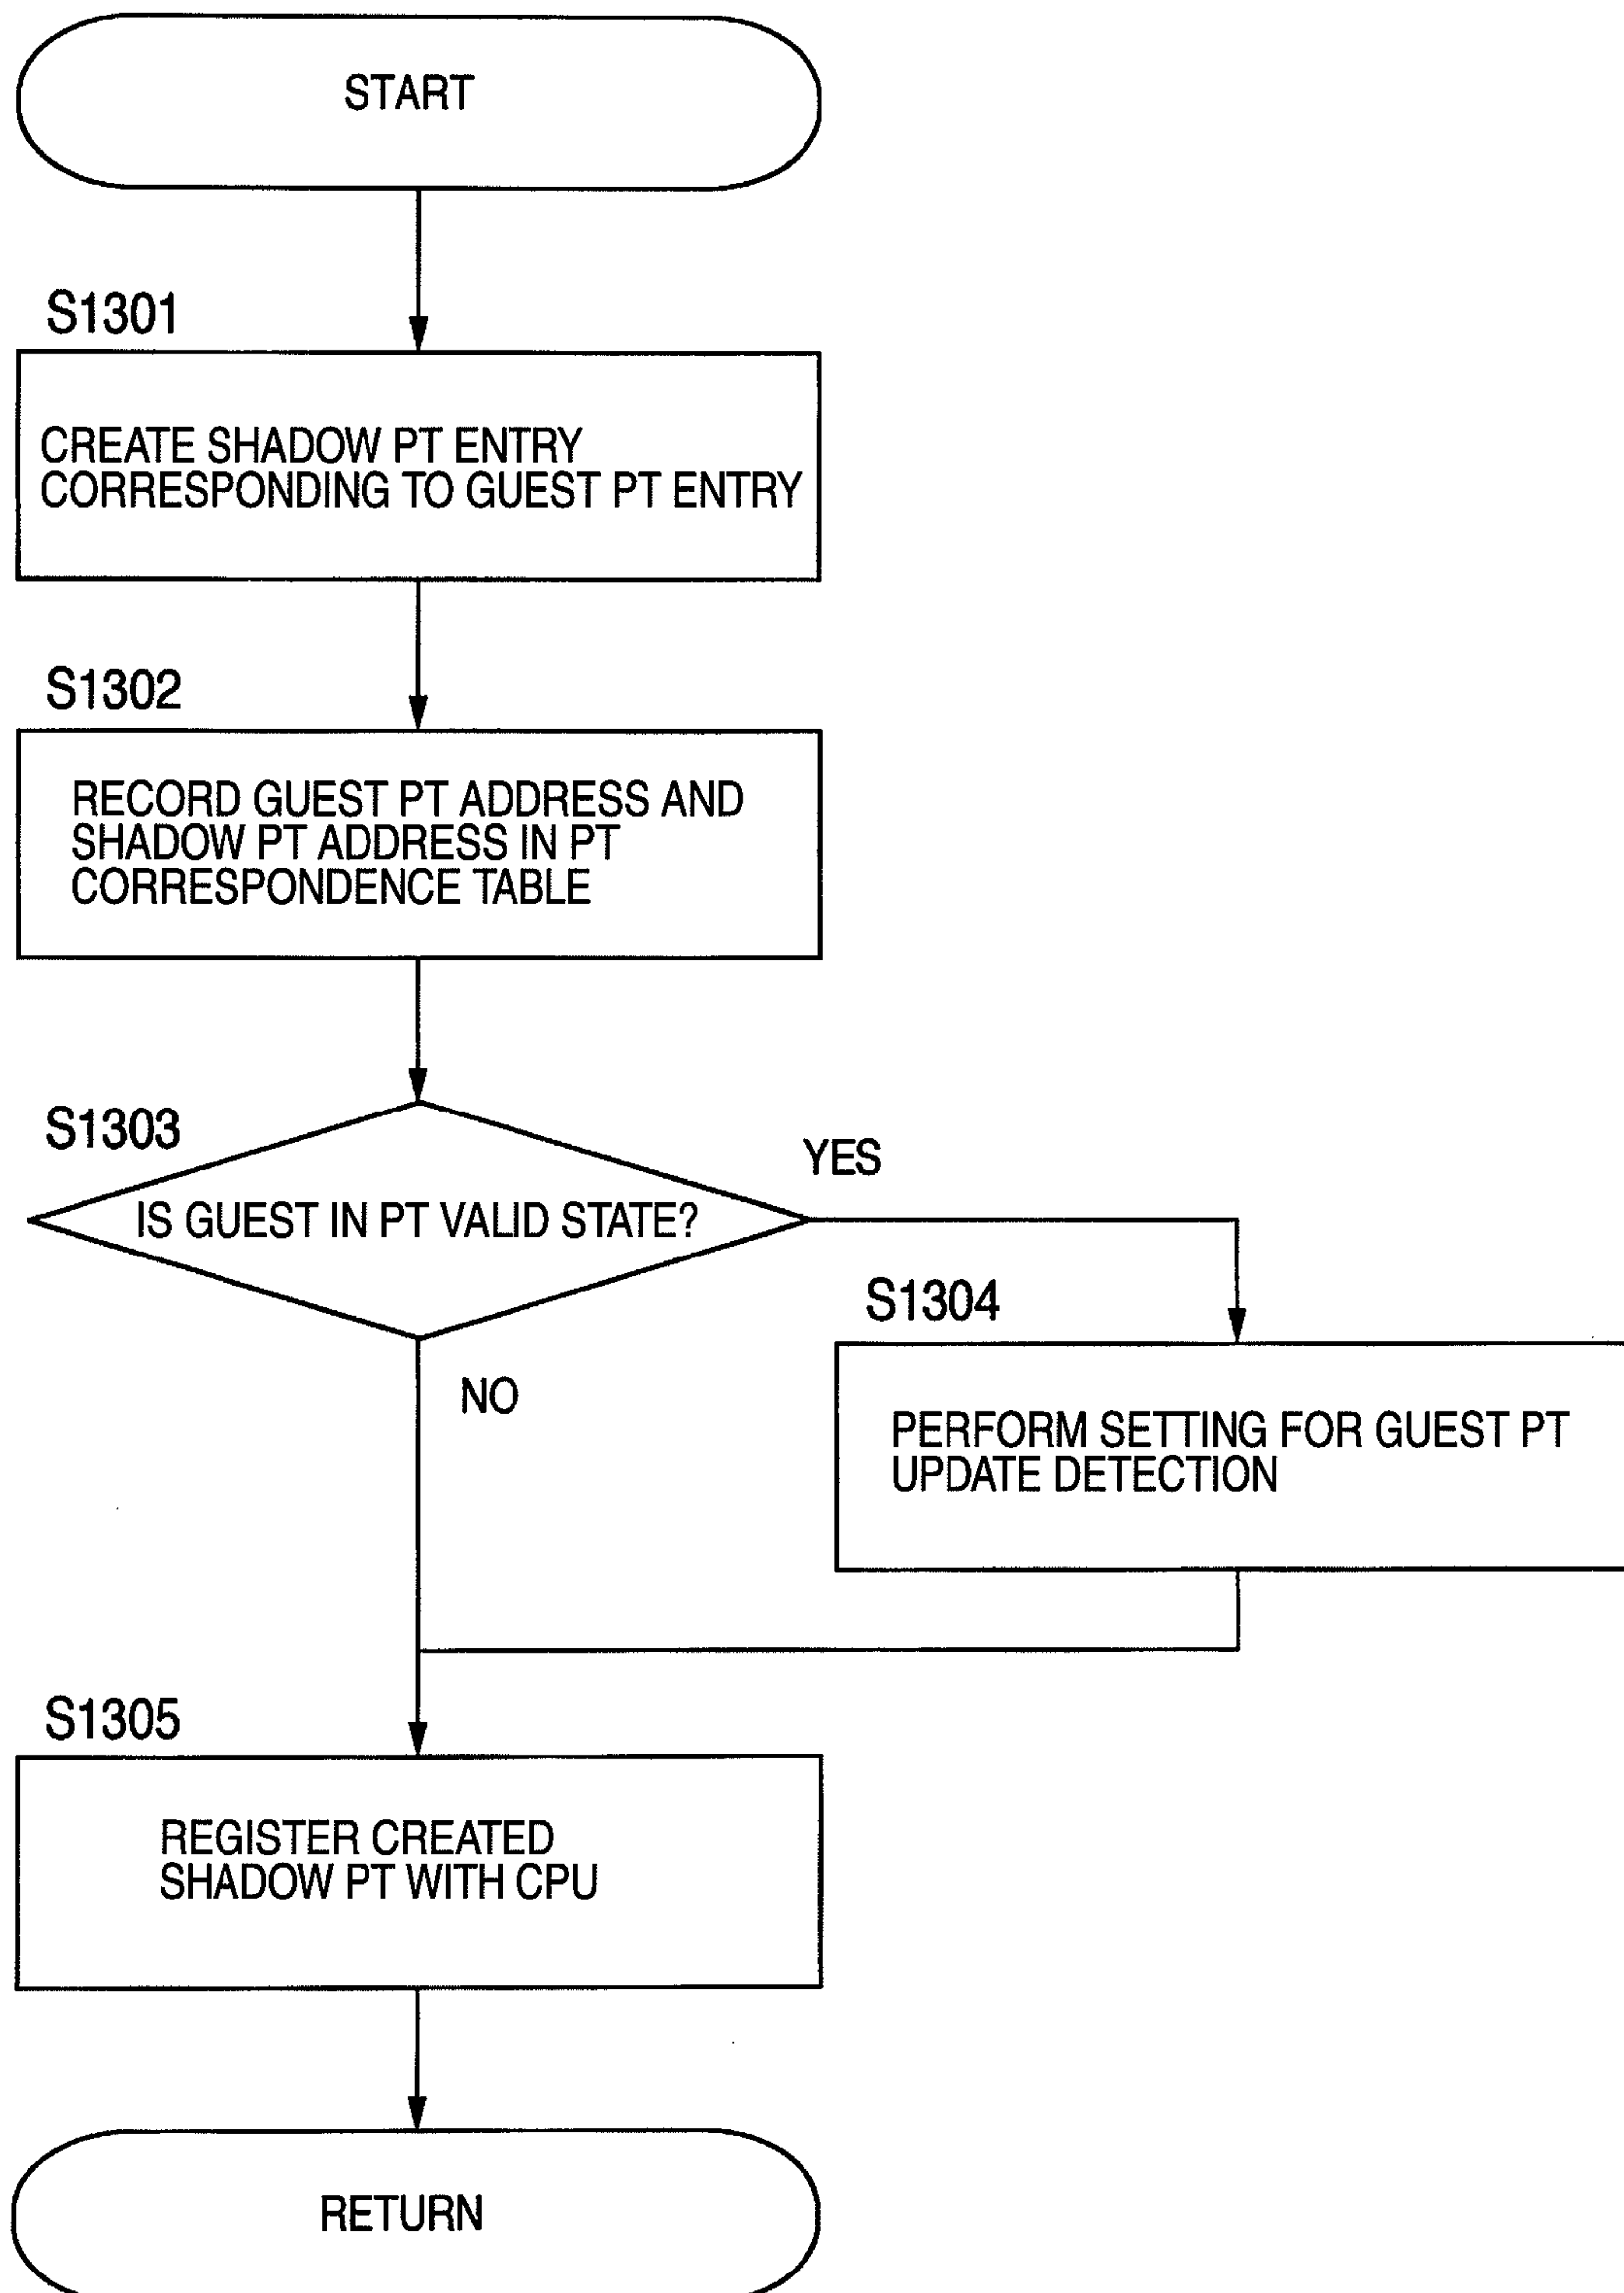 START
S1301
CREATE SHADOW PT ENTRY
CORRESPONDING TO GUEST PT ENTRY
S1302
RECORD GUEST PT ADDRESS AND
SHADOW PT ADDRESS IN PT
CORRESPONDENCE TABLE
S1303
IS GUEST IN PT VALID STATE?
YES
NO
S1304
PERFORM SETTING FOR GUEST PT
UPDATE DETECTION
S1305
REGISTER CREATED
SHADOW PT WITH CPU
RETURN